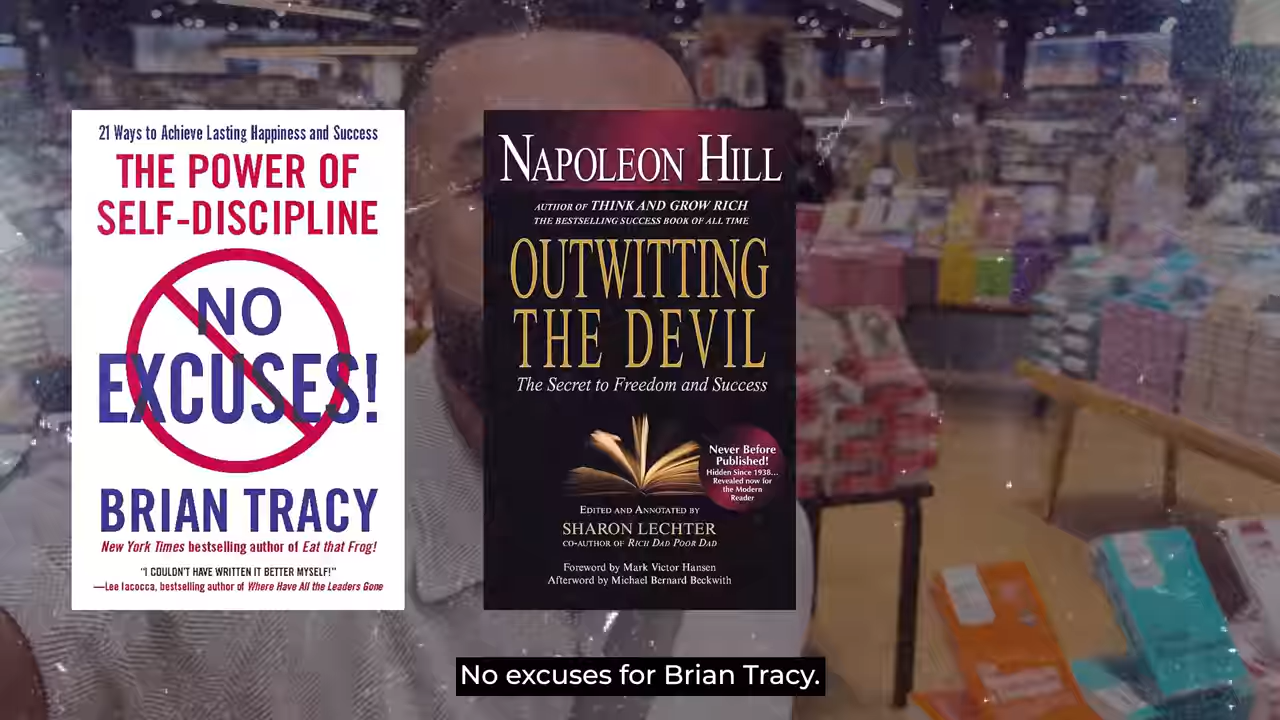 21 Ways to Achieve Lasting Happiness and Success
THE POWER OF
SELF-DISCIPLINE
NO
EXCUSES!
BRIAN TRACY
New York Times bestselling author of Eat that Frog!
“I COULDN’T HAVE WRITTEN IT BETTER MYSELF!”
—Lee Iacocca, bestselling author of Where Have All the Leaders Gone
NAPOLEON HILL
AUTHOR OF THINK AND GROW RICH
THE BESTSELLING SUCCESS BOOK OF ALL TIME
OUTWITTING
THE DEVIL
The Secret to Freedom and Success
Never Before
Published!
Hidden Since 1938...
Revealed now for
the Modern
Reader
EDITED AND ANNOTATED BY
SHARON LECHTER
CO-AUTHOR OF RICH DAD POOR DAD
Foreword by Mark Victor Hansen
Afterword by Michael Bernard Beckwith
No excuses for Brian Tracy.